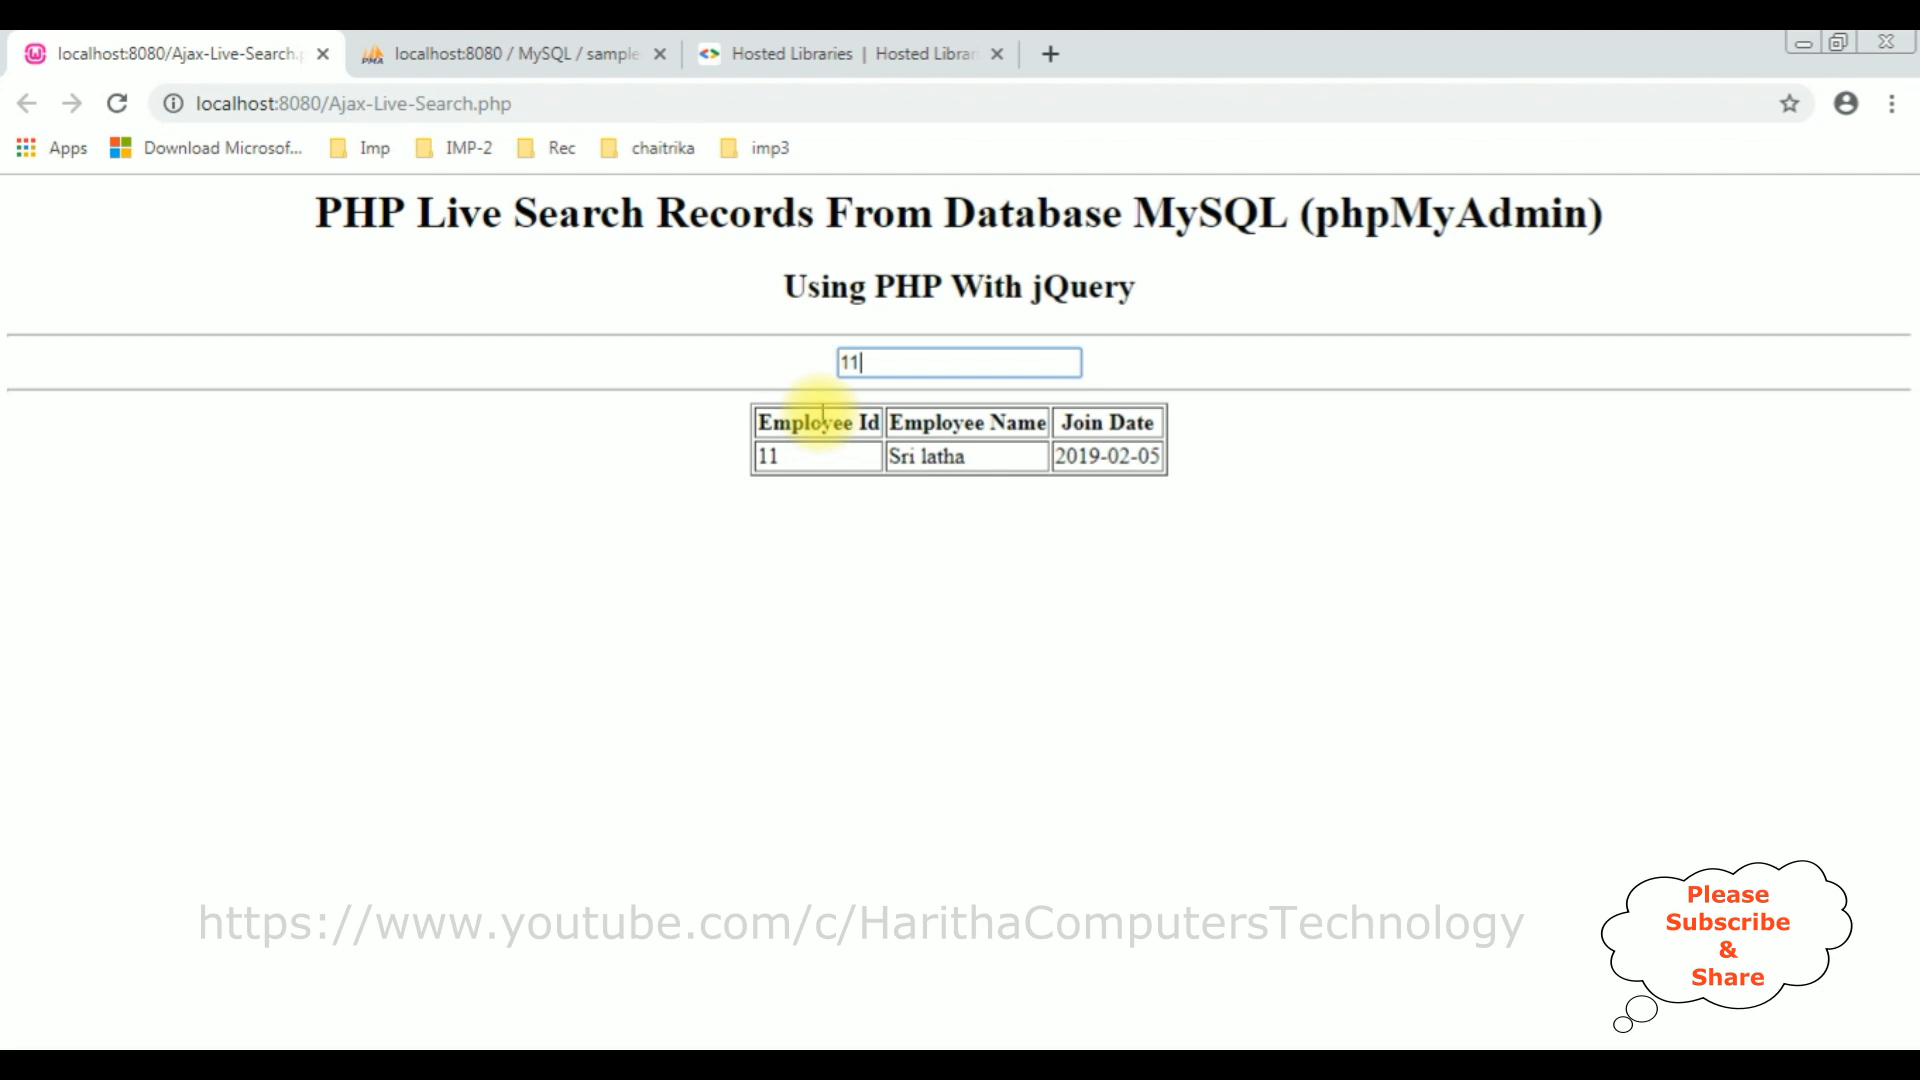 localhost:8080/Ajax-Live-Search.p
localhost:8080 / MySQL / sample
Hosted Libraries | Hosted Librar
localhost:8080/Ajax-Live-Search.php
Apps
Download Microsof...
Imp
IMP-2
Rec
chaitrika
imp3
PHP Live Search Records From Database MySQL (phpMyAdmin)
Using PHP With jQuery
11
Employee Id Employee Name Join Date
11 Sri latha 2019-02-05
https://www.youtube.com/c/HarithaComputersTechnology
Please
Subscribe
&
Share